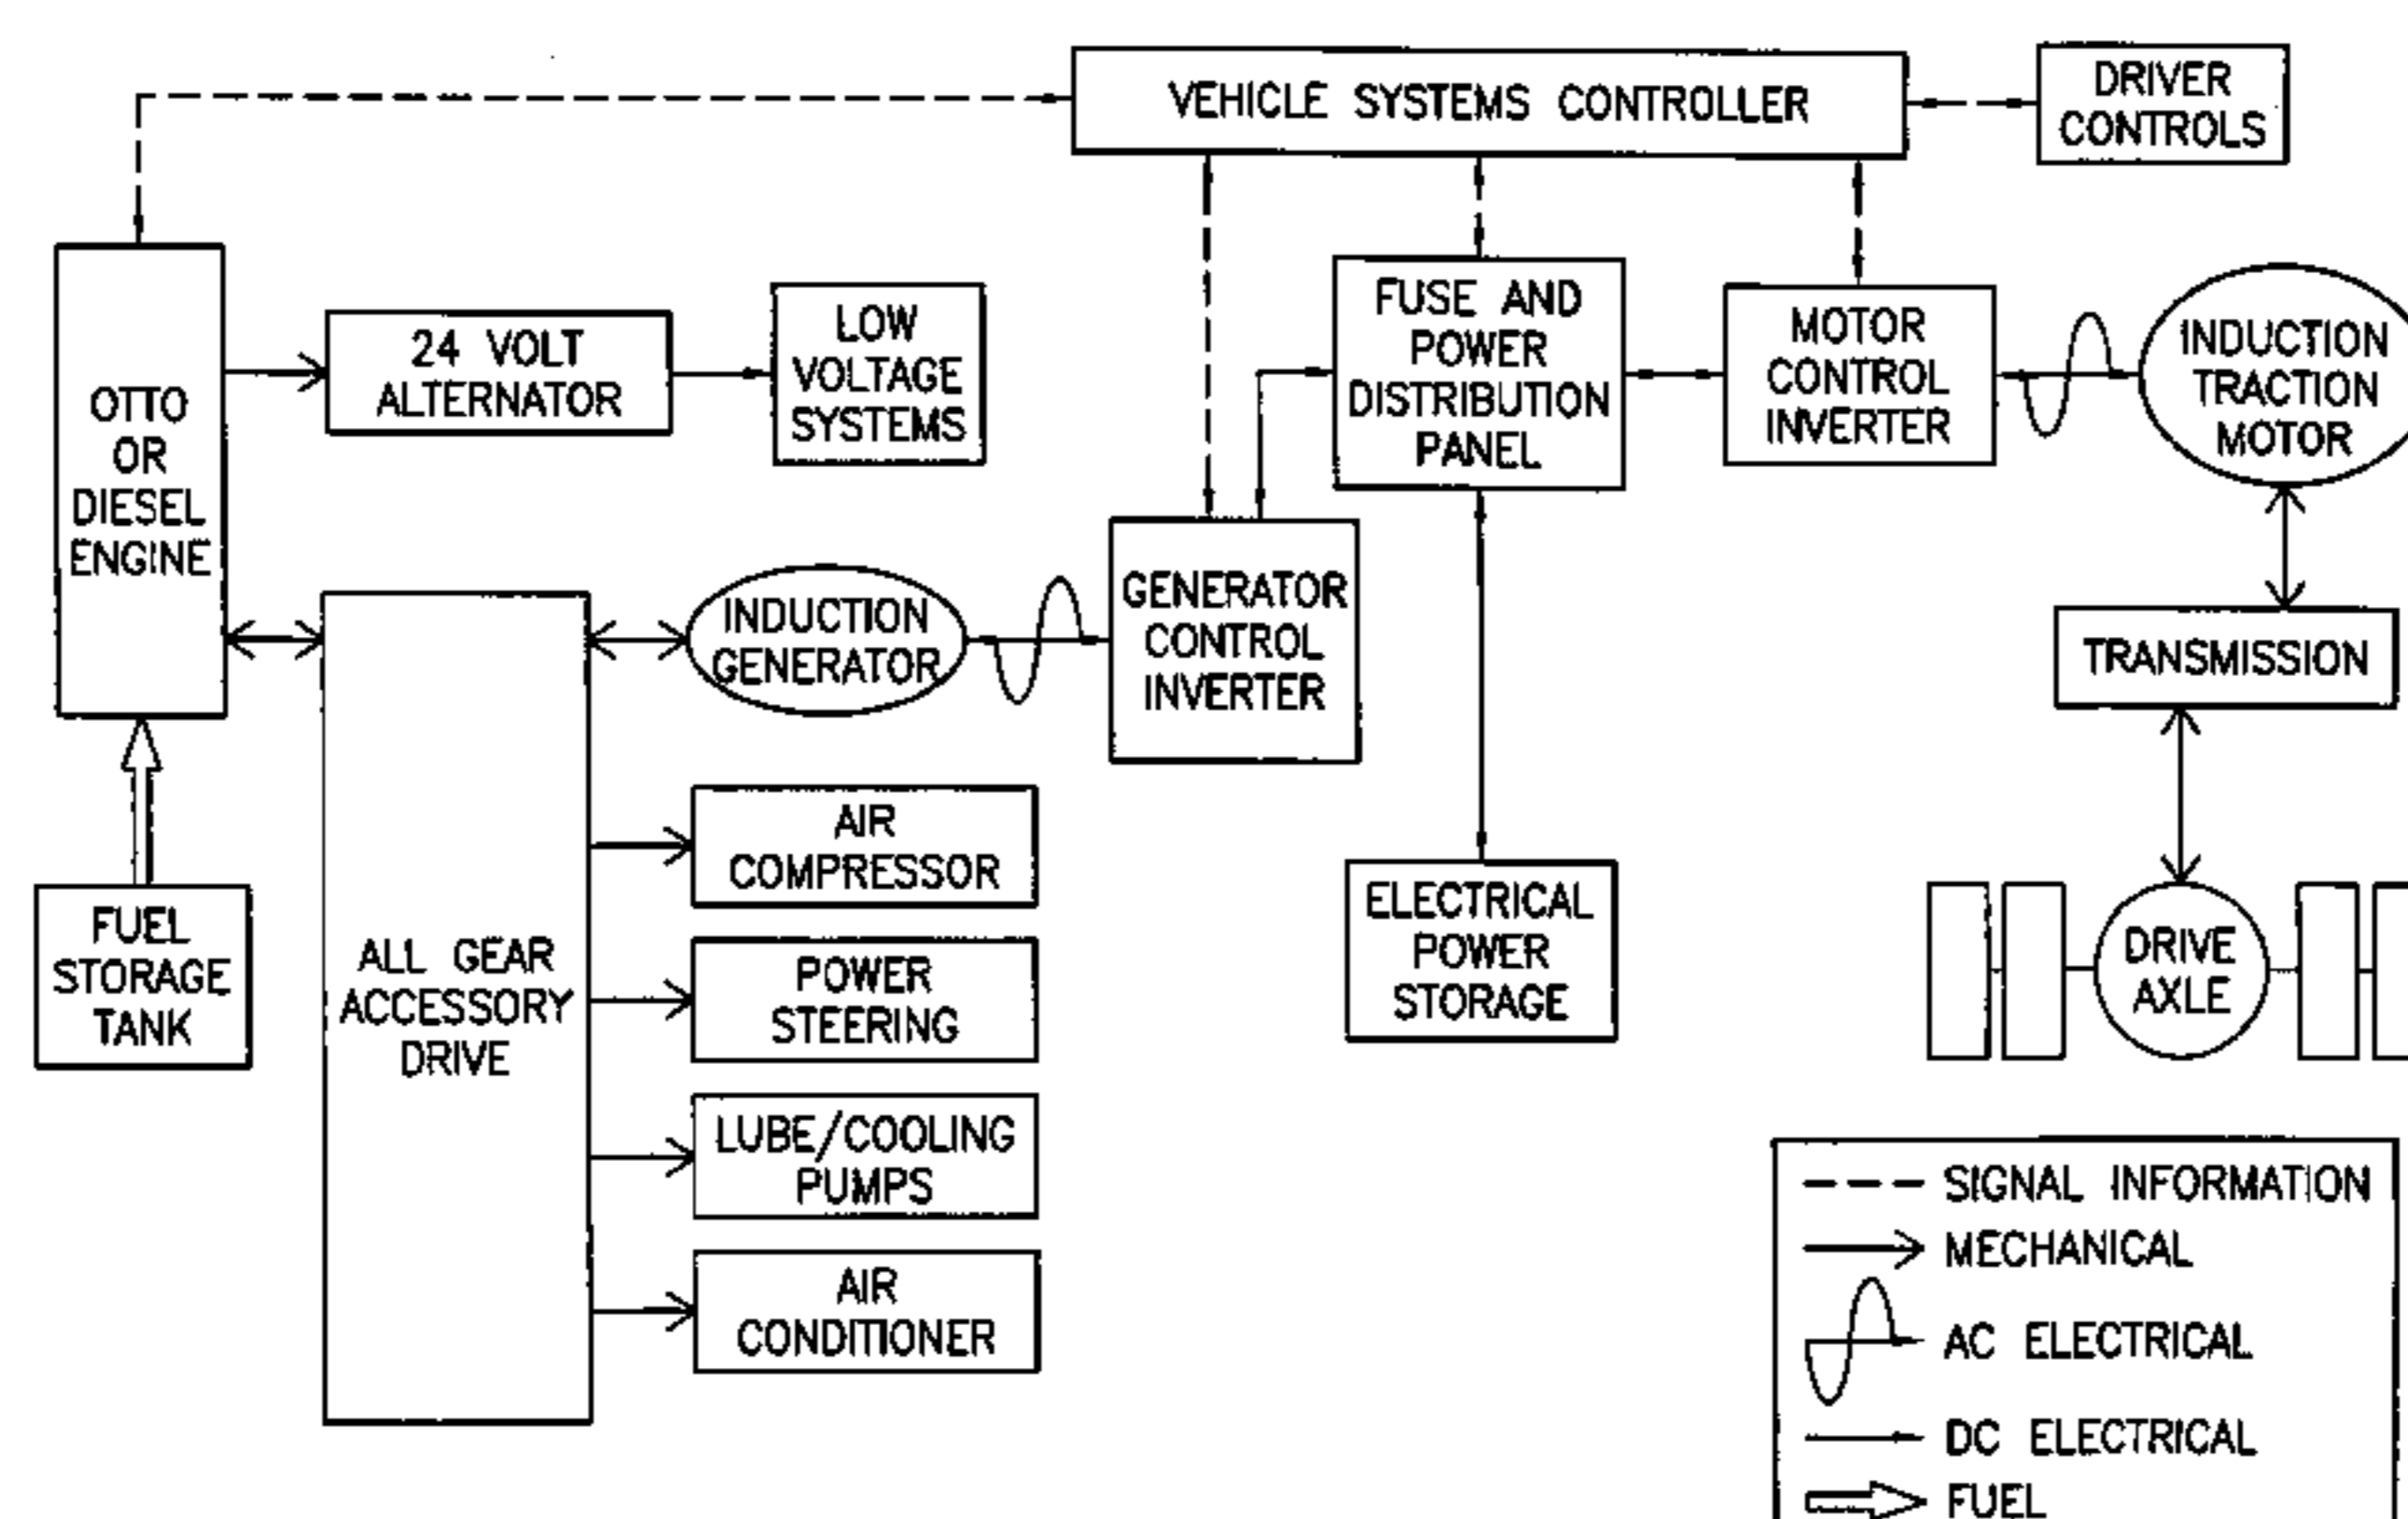 VEHICLE SYSTEMS CONTROLLER
DRIVER
CONTROLS
OTTO
OR
DIESEL
ENGINE
24 VOLT
ALTERNATOR
LOW
VOLTAGE
SYSTEMS
FUSE AND
POWER
DISTRIBUTION
PANEL
MOTOR
CONTROL
INVERTER
INDUCTION
TRACTION
MOTOR
INDUCTION
GENERATOR
GENERATOR
CONTROL
INVERTER
TRANSMISSION
FUEL
STORAGE
TANK
ALL GEAR
ACCESSORY
DRIVE
AIR
COMPRESSOR
POWER
STEERING
LUBE/COOLING
PUMPS
AIR
CONDITIONER
ELECTRICAL
POWER
STORAGE
DRIVE
AXLE
SIGNAL INFORMATION
MECHANICAL
AC ELECTRICAL
DC ELECTRICAL
FUEL